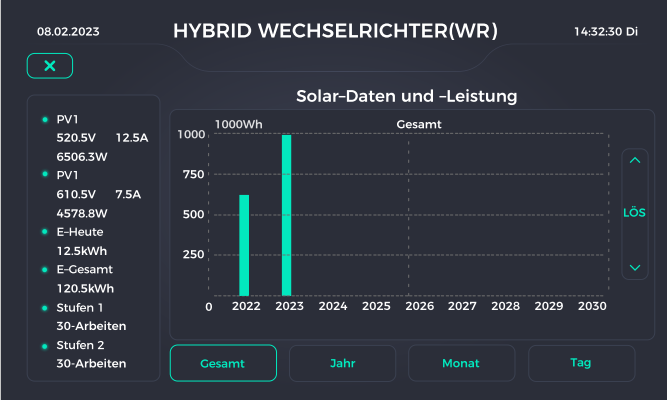 08.02.2023
HYBRID WECHSELRICHTER(WR)
14:32:30 Di
Solar–Daten und –Leistung
PV1
520.5V 12.5A
6506.3W
PV1
610.5V 7.5A
4578.8W
E–Heute
12.5kWh
E–Gesamt
120.5kWh
Stufen 1
30-Arbeiten
Stufen 2
30-Arbeiten
1000Wh
Gesamt
1000
750
500
250
0 2022 2023 2024 2025 2026 2027 2028 2029 2030
LÖS
Gesamt Jahr Monat Tag